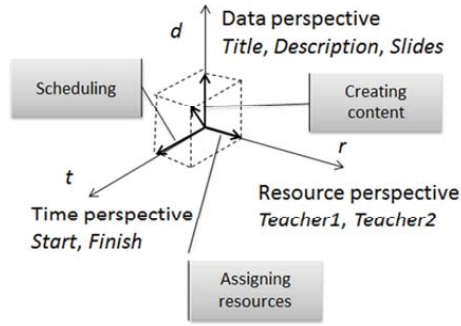 d
Data perspective
Title, Description, Slides
Scheduling
Creating
content
r
t
Resource perspective
Teacher1, Teacher2
Time perspective
Start, Finish
Assigning
resources